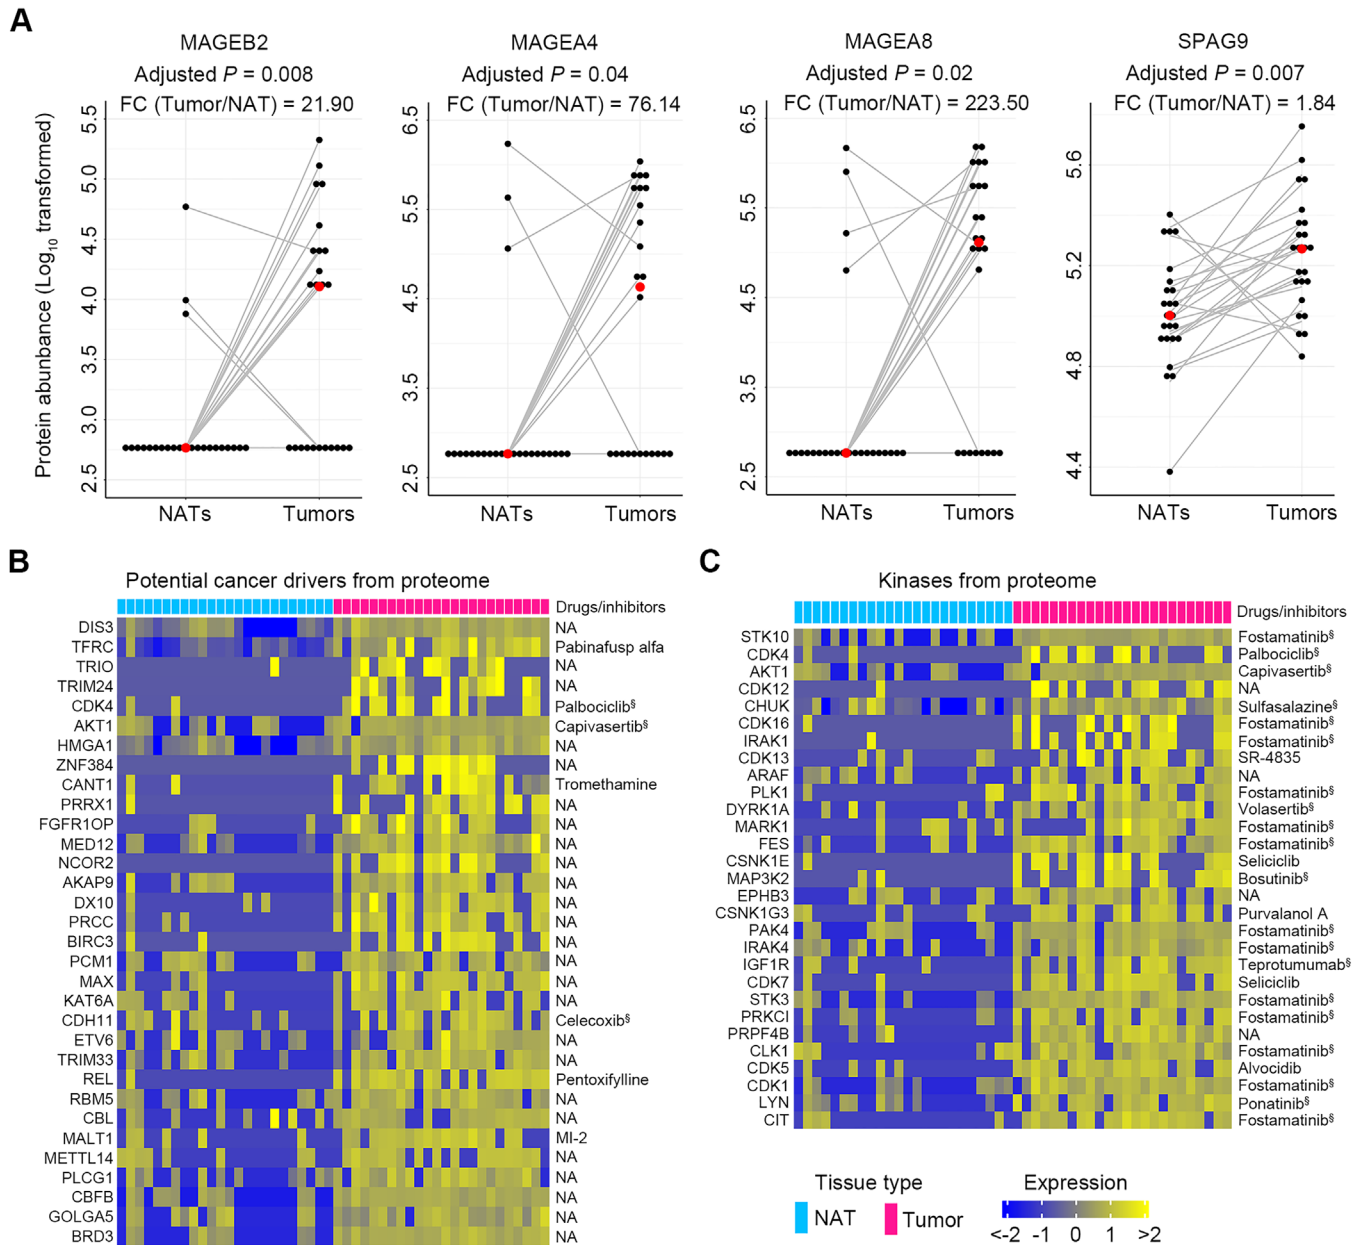 A
MAGEB2
Adjusted P = 0.008
FC (Tumor/NAT) = 21.90
MAGEA4
Adjusted P = 0.04
FC (Tumor/NAT) = 76.14
MAGEA8
Adjusted P = 0.02
FC (Tumor/NAT) = 223.50
SPAG9
Adjusted P = 0.007
FC (Tumor/NAT) = 1.84
Protein abunbance (Log10 transformed)
5.5
5.0
4.5
4.0
3.5
3.0
2.5
NATs Tumors
6.5
5.5
4.5
3.5
2.5
NATs Tumors
6.5
5.5
4.5
3.5
2.5
NATs Tumors
5.6
5.2
4.8
4.4
NATs Tumors
B
Potential cancer drivers from proteome
Drugs/inhibitors
DIS3 NA
TFRC Pabinafusp alfa
TRIO NA
TRIM24 NA
CDK4 Palbociclib§
AKT1 Capivasertib§
HMGA1 NA
ZNF384 NA
CANT1 Tromethamine
PRRX1 NA
FGFR1OP NA
MED12 NA
NCOR2 NA
AKAP9 NA
DX10 NA
PRCC NA
BIRC3 NA
PCM1 NA
MAX NA
KAT6A NA
CDH11 Celecoxib§
ETV6 NA
TRIM33 NA
REL Pentoxifylline
RBM5 NA
CBL NA
MALT1 MI-2
METTL14 NA
PLCG1 NA
CBFB NA
GOLGA5 NA
BRD3 NA
C
Kinases from proteome
Drugs/inhibitors
STK10 Fostamatinib§
CDK4 Palbociclib§
AKT1 Capivasertib§
CDK12 NA
CHUK Sulfasalazine§
CDK16 Fostamatinib§
IRAK1 Fostamatinib§
CDK13 SR-4835
ARAF NA
PLK1 Fostamatinib§
DYRK1A Volasertib§
MARK1 Fostamatinib§
FES Fostamatinib§
CSNK1E Seliciclib
MAP3K2 Bosutinib§
EPHB3 NA
CSNK1G3 Purvalanol A
PAK4 Fostamatinib§
IRAK4 Fostamatinib§
IGF1R Teprotumumab§
CDK7 Seliciclib
STK3 Fostamatinib§
PRKCI Fostamatinib§
PRPF4B NA
CLK1 Fostamatinib§
CDK5 Alvocidib
CDK1 Fostamatinib§
LYN Ponatinib§
CIT Fostamatinib§
Tissue type
NAT Tumor
Expression
<-2 -1 0 1 >2